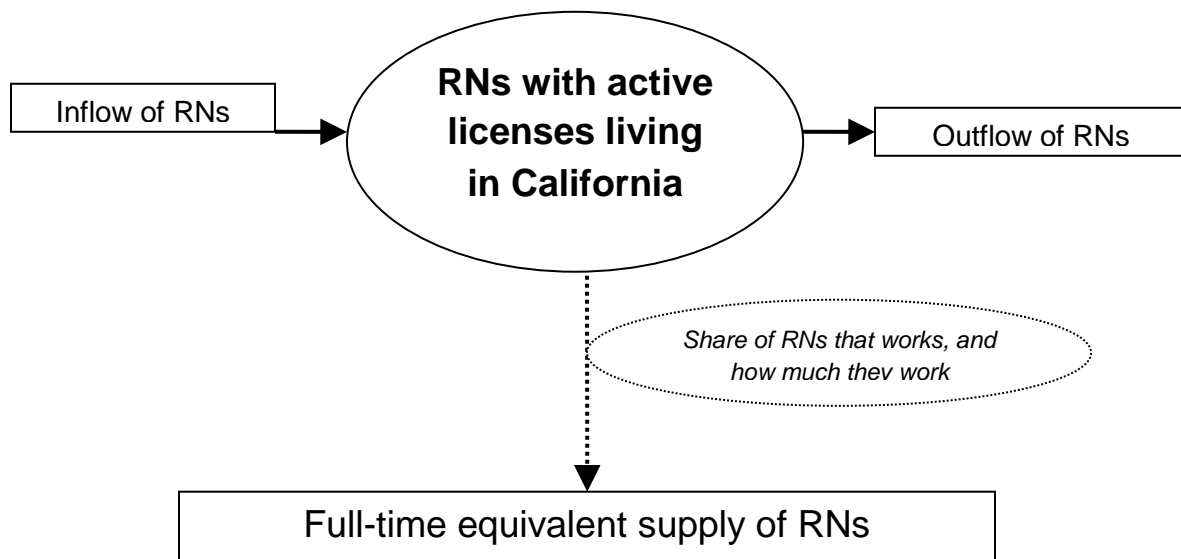 RNs with active
licenses living
in California
Inflow of RNs
Outflow of RNs
Share of RNs that works, and
how much thev work
Full-time equivalent supply of RNs